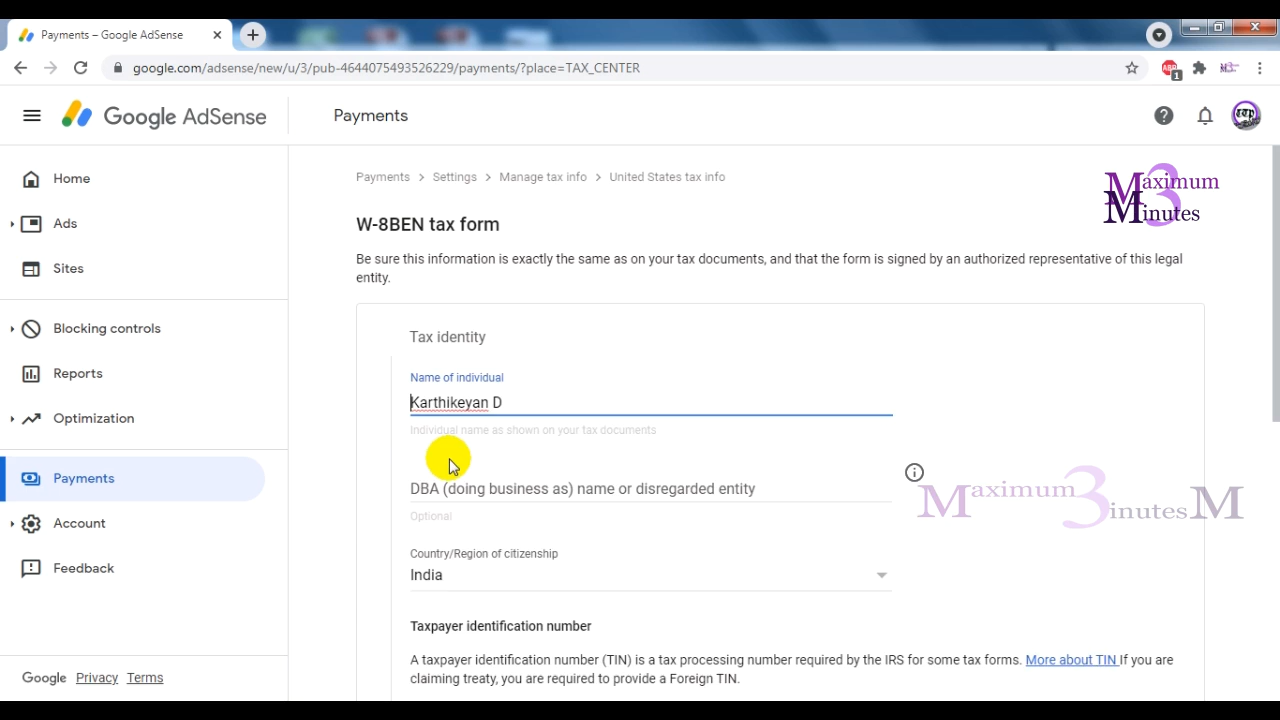 Payments – Google AdSense
google.com/adsense/new/u/3/pub-4644075493526229/payments/?place=TAX_CENTER
ABP
1
Google AdSense
Payments
Home
Ads
Sites
Blocking controls
Reports
Optimization
Payments
Account
Feedback
Google Privacy Terms
Payments > Settings > Manage tax info > United States tax info
Maximum
3
Minutes
W-8BEN tax form
Be sure this information is exactly the same as on your tax documents, and that the form is signed by an authorized representative of this legal
entity.
Tax identity
Name of individual
Karthikeyan D
Individual name as shown on your tax documents
DBA (doing business as) name or disregarded entity
Optional
Maximum3inutesM
Country/Region of citizenship
India
Taxpayer identification number
A taxpayer identification number (TIN) is a tax processing number required by the IRS for some tax forms. More about TIN If you are
claiming treaty, you are required to provide a Foreign TIN.